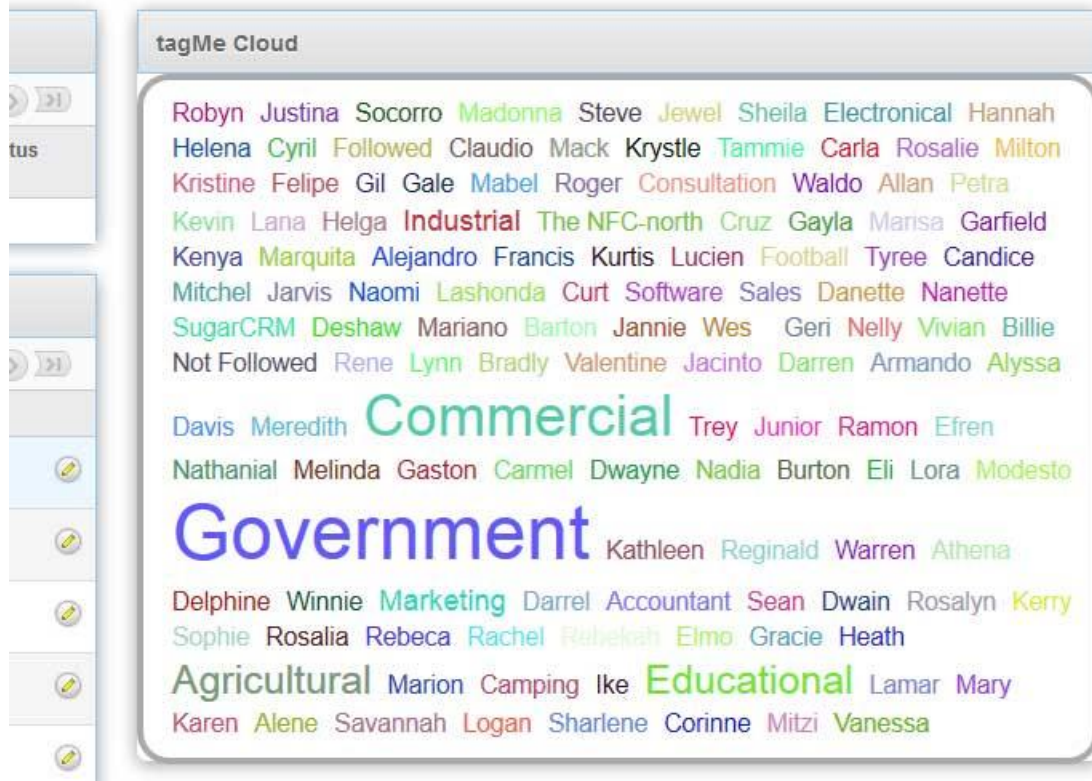 tagMe Cloud
tus
Robyn Justina Socorro Madonna Steve Jewel Sheila Electronical Hannah
Helena Cyril Followed Claudio Mack Krystle Tammie Carla Rosalie Milton
Kristine Felipe Gil Gale Mabel Roger Consultation Waldo Allan Petra
Kevin Lana Helga Industrial The NFC-north Cruz Gayla Marisa Garfield
Kenya Marquita Alejandro Francis Kurtis Lucien Football Tyree Candice
Mitchel Jarvis Naomi Lashonda Curt Software Sales Danette Nanette
SugarCRM Deshaw Mariano Barton Jannie Wes Geri Nelly Vivian Billie
Not Followed Rene Lynn Bradly Valentine Jacinto Darren Armando Alyssa
Davis Meredith Commercial Trey Junior Ramon Efren
Nathanial Melinda Gaston Carmel Dwayne Nadia Burton Eli Lora Modesto
Government Kathleen Reginald Warren Athena
Delphine Winnie Marketing Darrel Accountant Sean Dwain Rosalyn Kerry
Sophie Rosalia Rebeca Rachel Rebekah Elmo Gracie Heath
Agricultural Marion Camping Ike Educational Lamar Mary
Karen Alene Savannah Logan Sharlene Corinne Mitzi Vanessa